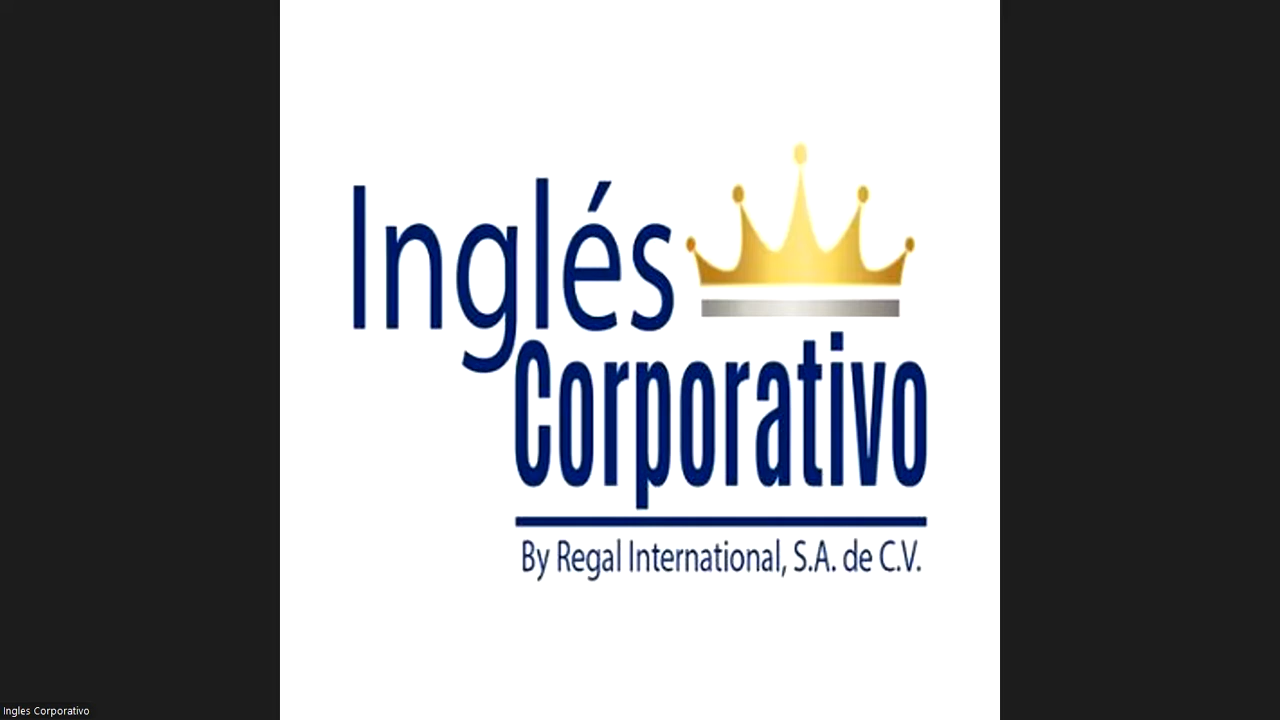 Inglés
Corporativo
By Regal International, S.A. de C.V.
Ingles Corporativo